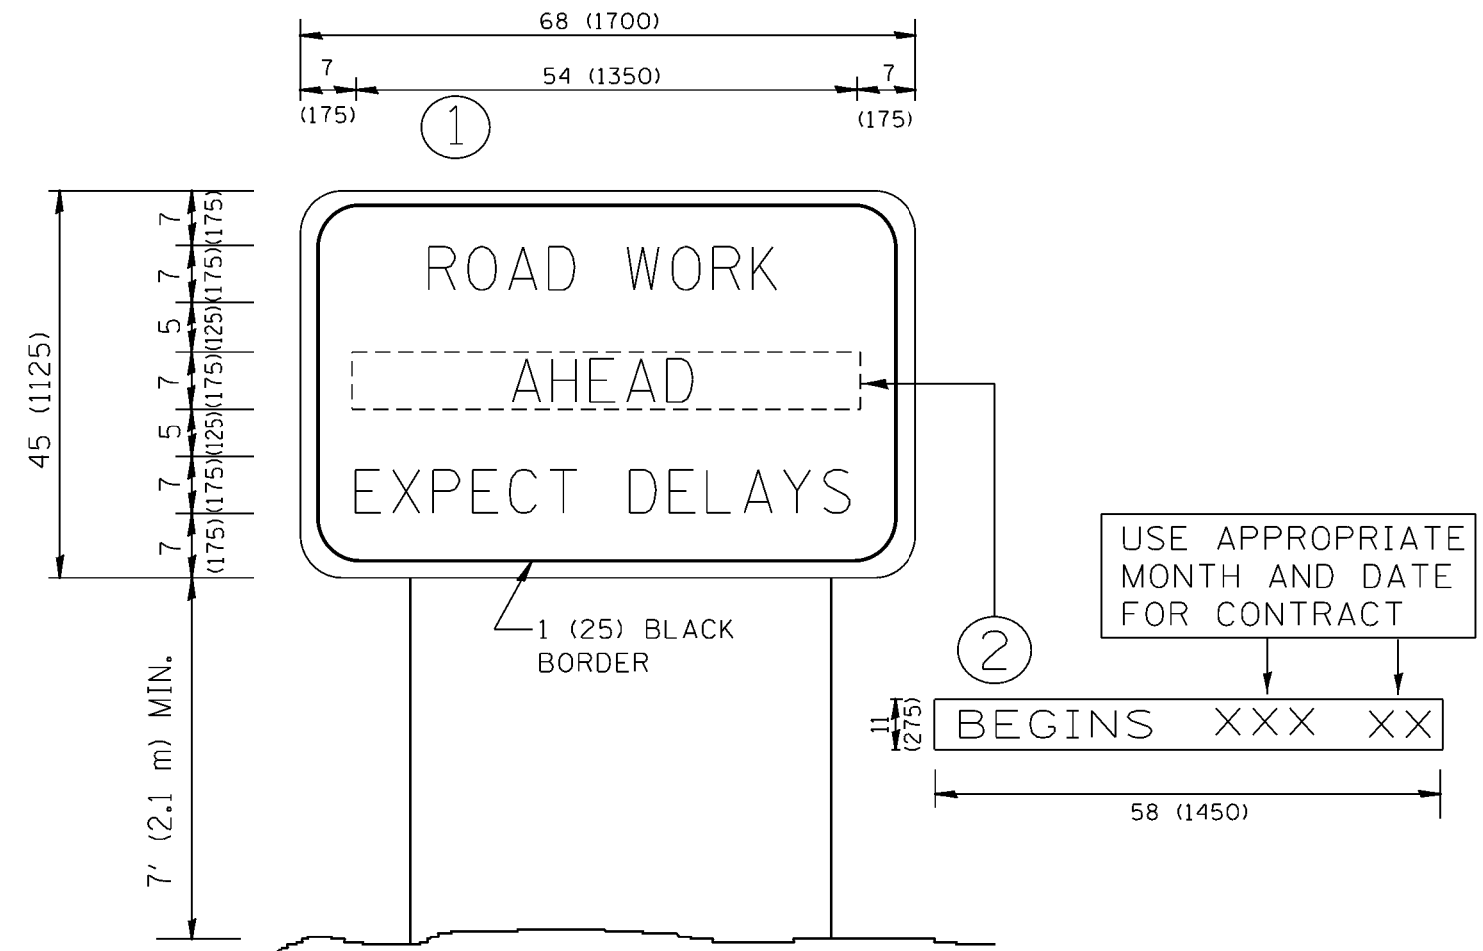 68 (1700)
7
54 (1350)
7
(175)
(175)
1
7
(175)
7
(175)
5
(125)
7
(175)
5
(125)
7
(175)
7
(175)
45 (1125)
ROAD WORK
AHEAD
EXPECT DELAYS
1 (25) BLACK
BORDER
7' (2.1 m) MIN.
2
USE APPROPRIATE
MONTH AND DATE
FOR CONTRACT
11
(275)
BEGINS XXX XX
58 (1450)